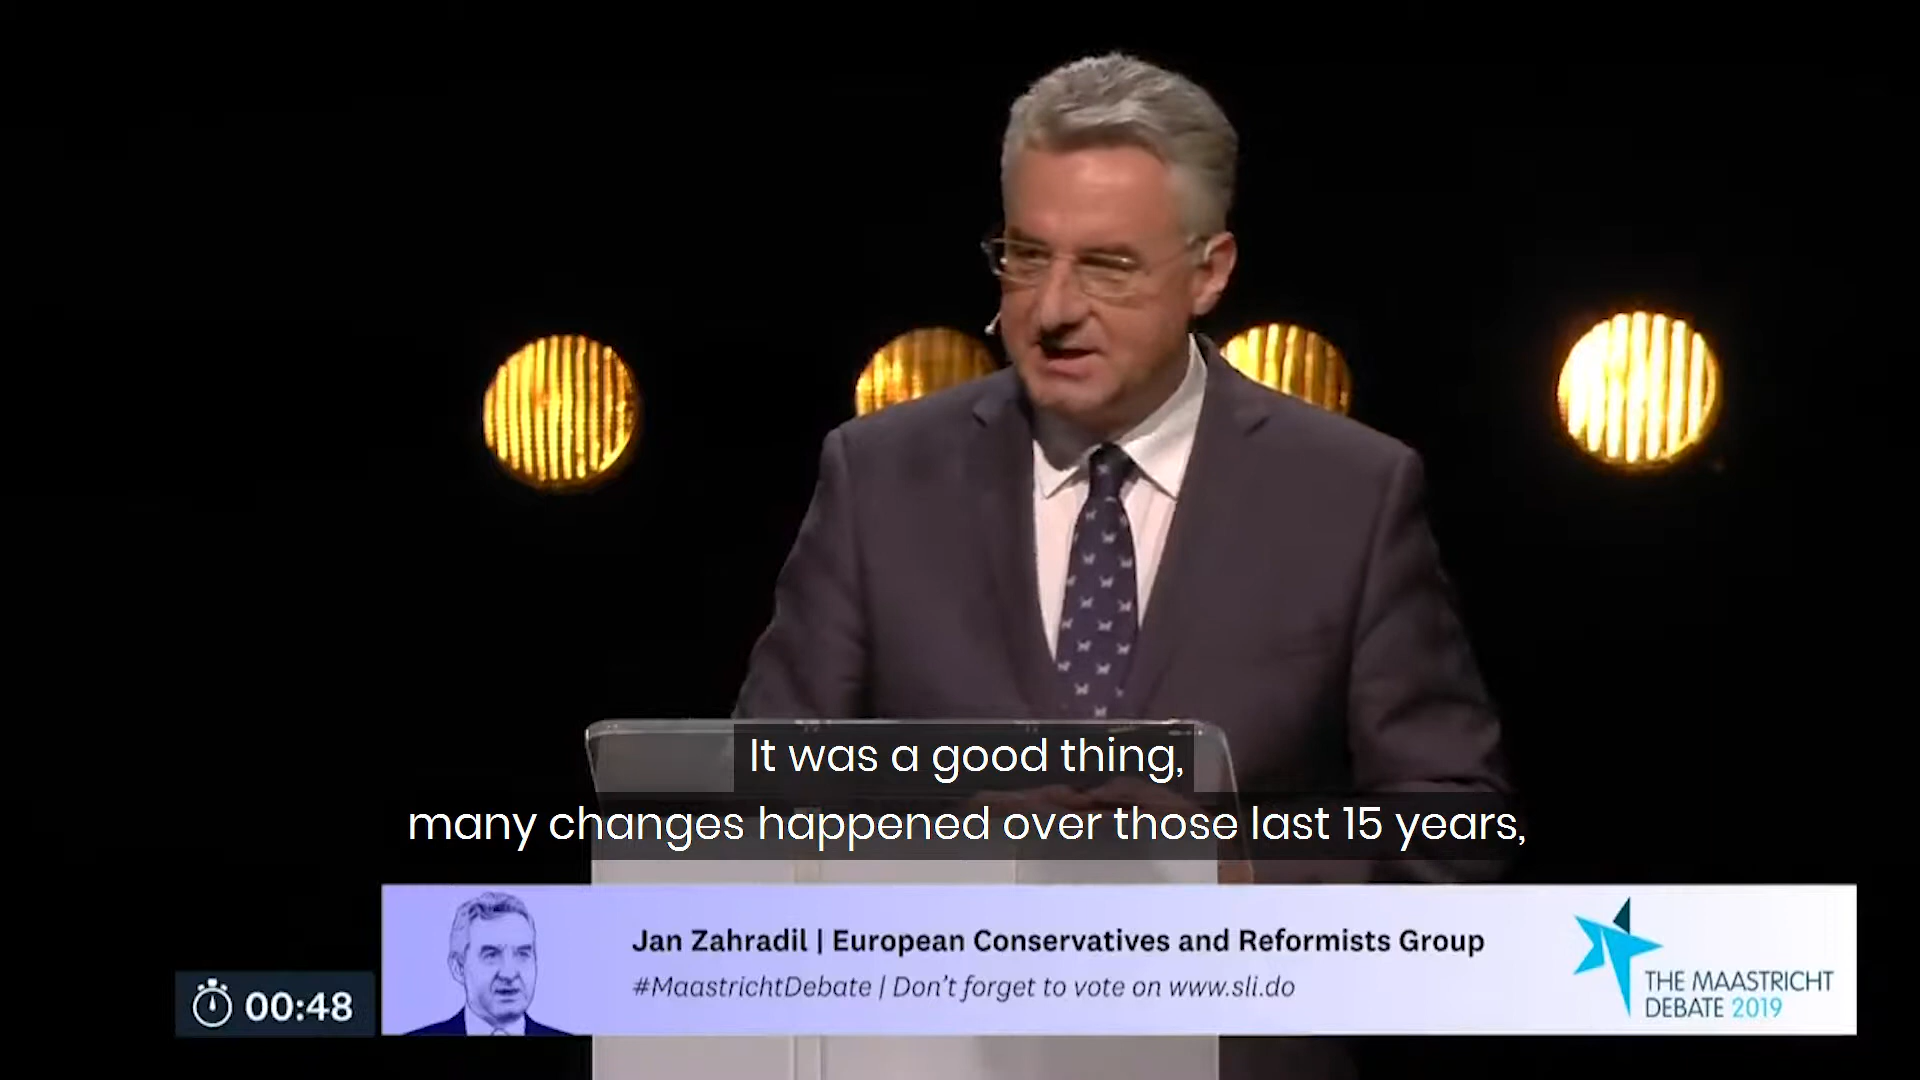 It was a good thing,
many changes happened over those last 15 years,
Jan Zahradil | European Conservatives and Reformists Group
#MaastrichtDebate | Don't forget to vote on www.sli.do
00:48
THE MAASTRICHT
DEBATE 2019